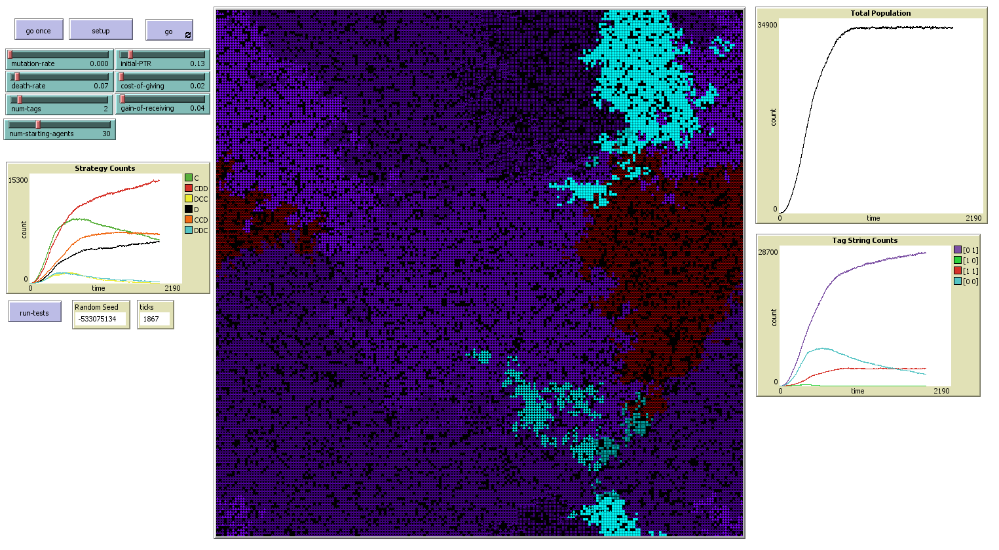 go once
setup
go
mutation-rate 0.000
initial-PTR 0.13
death-rate 0.07
cost-of-giving 0.02
num-tags 2
gain-of-receiving 0.04
num-starting-agents 30
Strategy Counts
15300
count
0
0
time
2190
C
CDD
DCC
D
CCD
DDC
run-tests
Random Seed
-533075134
ticks
1867
Total Population
34900
count
0
0
time
2190
Tag String Counts
28700
count
0
0
time
2190
[0 1]
[1 0]
[1 1]
[0 0]